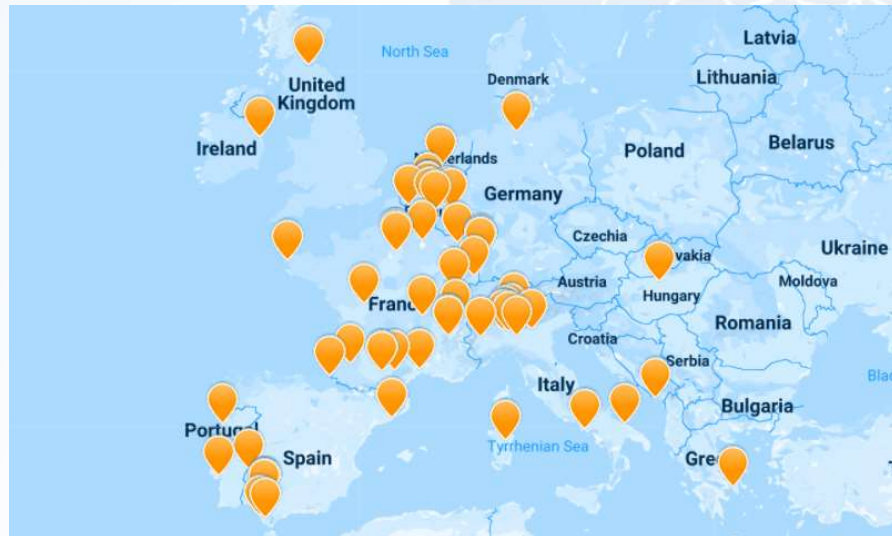 Latvia
North Sea
Denmark
Lithuania
United
Kingdom
Belarus
Ireland
Poland
Germany
Czechia
Ukraine
Austria
Moldova
Hungary
Romania
Croatia
Serbia
Italy
Bulgaria
Portugal
Tyrrhenian Sea
Spain